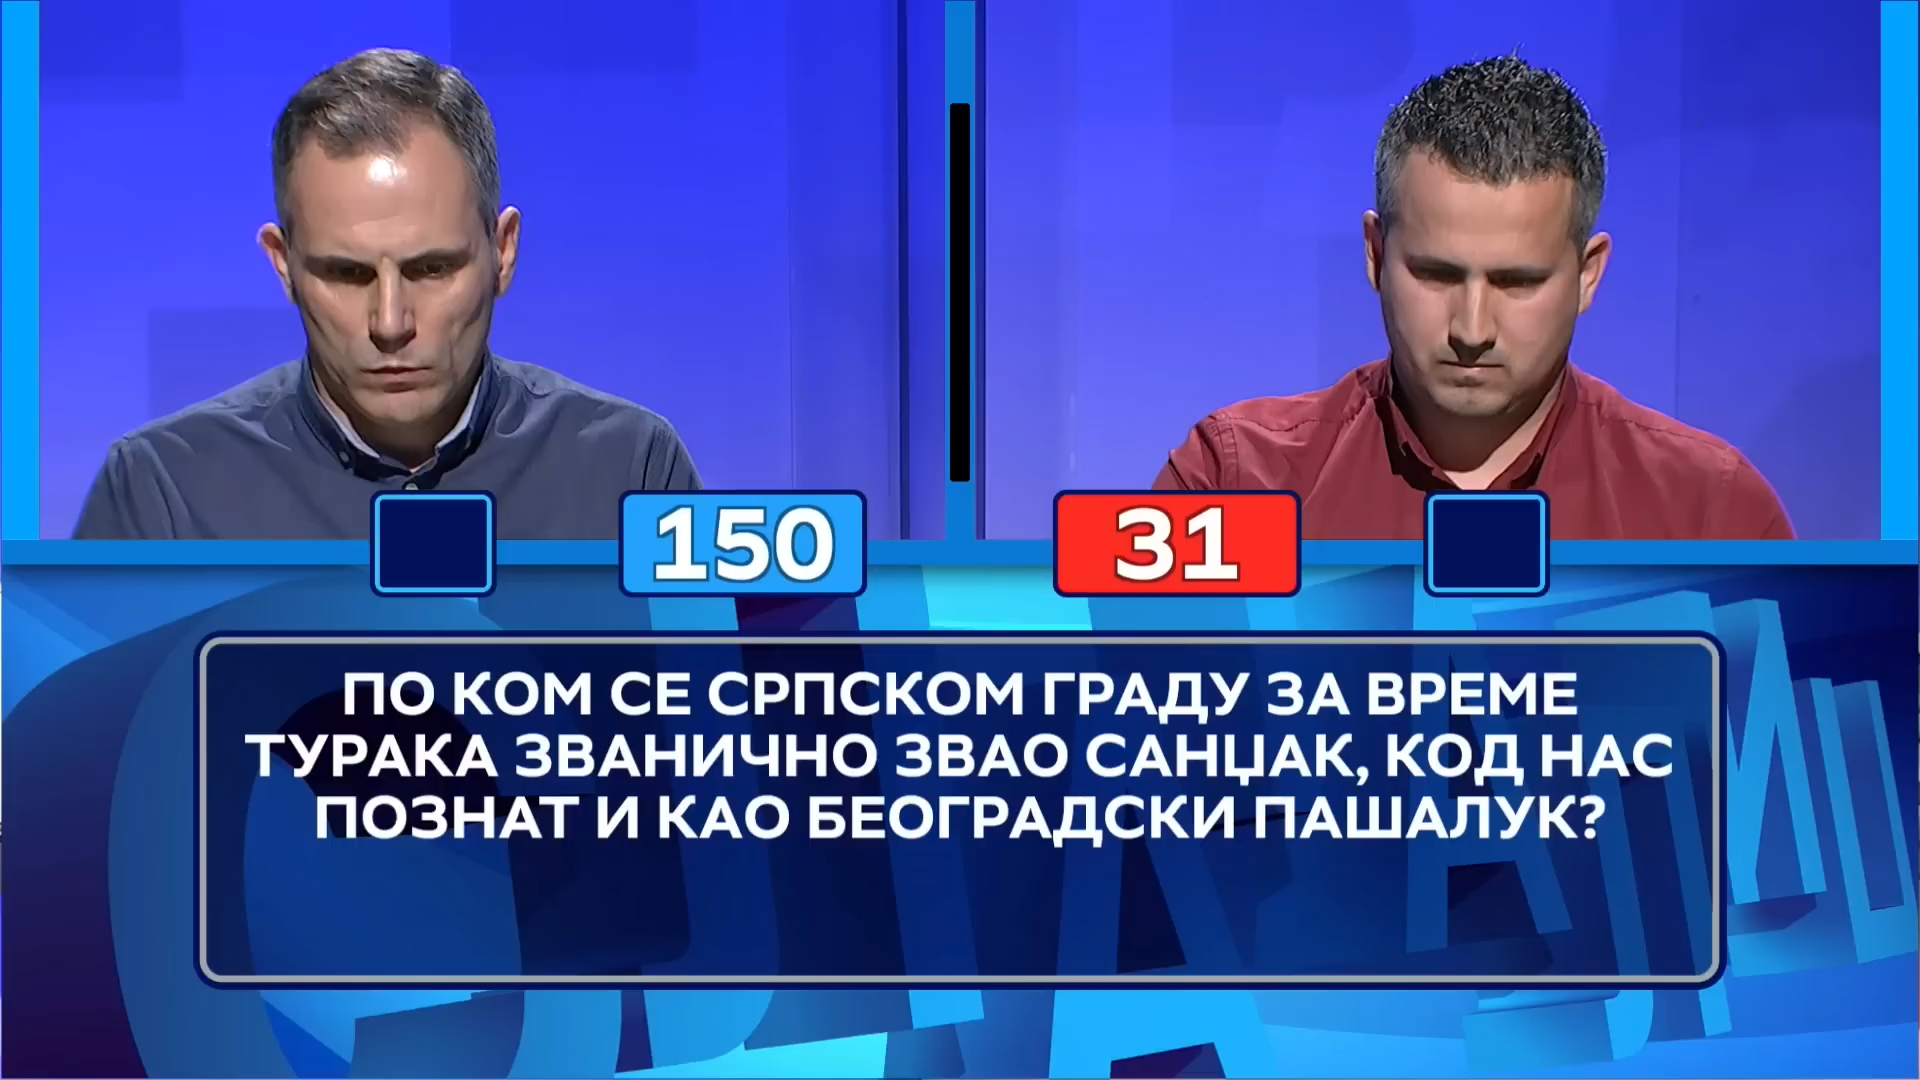 150
31
ПО КОМ СЕ СРПСКОМ ГРАДУ ЗА ВРЕМЕ
ТУРАКА ЗВАНИЧНО ЗВАО САНЏАК, КОД НАС
ПОЗНАТ И КАО БЕОГРАДСКИ ПАШАЛУК?